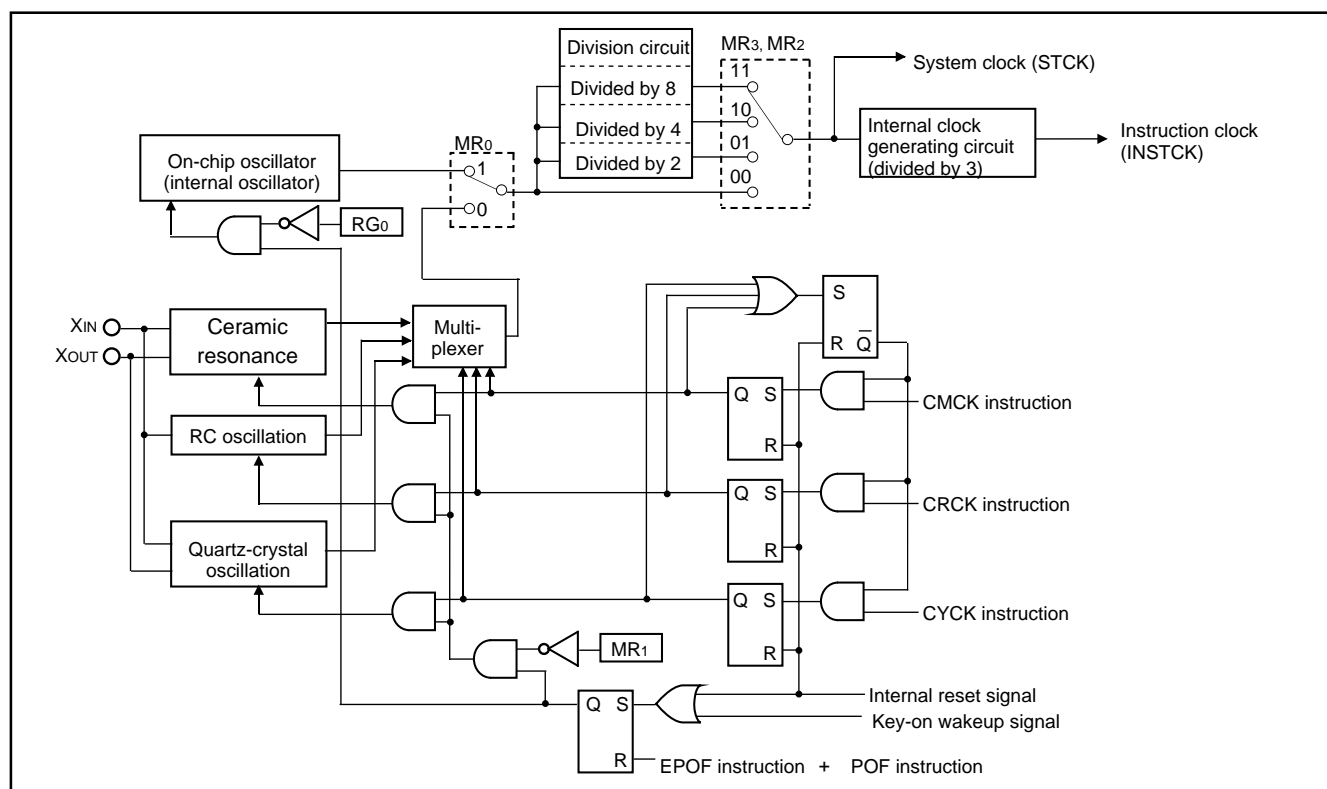 Division circuit
MR3, MR2
11
System clock (STCK)
Divided by 8
10
On-chip oscillator
(internal oscillator)
MR0
1
Divided by 4
01
Internal clock
generating circuit
(divided by 3)
Instruction clock
(INSTCK)
Divided by 2
00
0
RG0
XIN
XOUT
Ceramic
resonance
Multi-
plexer
S
R Q
Q S
R
CMCK instruction
RC oscillation
Q S
R
CRCK instruction
Quartz-crystal
oscillation
Q S
R
CYCK instruction
MR1
Q S
R
Internal reset signal
Key-on wakeup signal
EPOF instruction + POF instruction